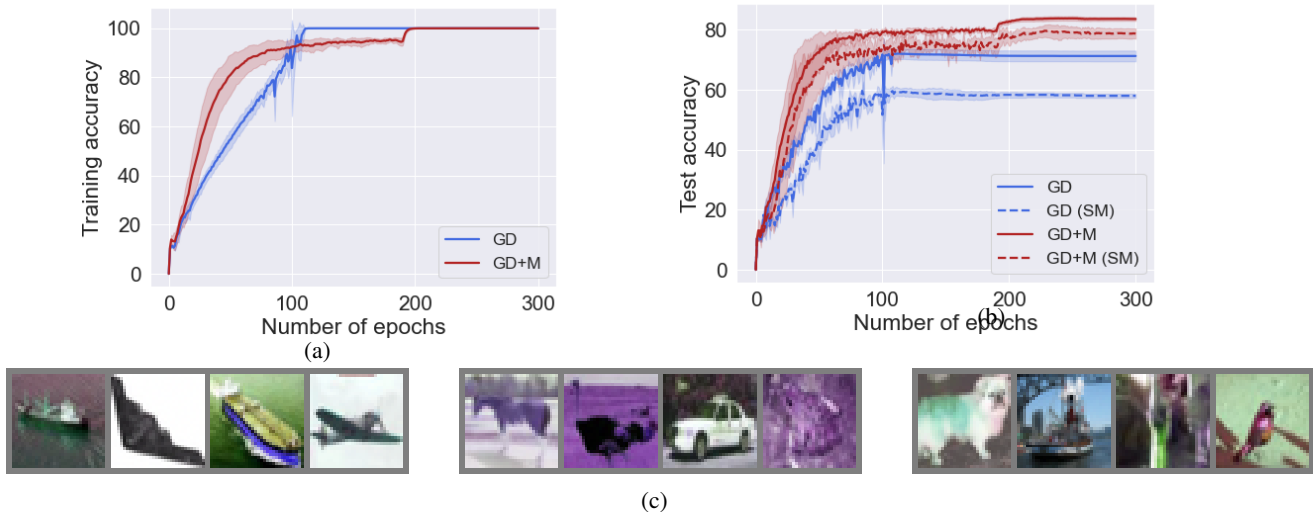 100
80
60
40
20
0
Training accuracy
0
100
200
300
Number of epochs
GD
GD+M
(a)
80
60
40
20
0
Test accuracy
0
100
200
300
Number of epochs
GD
GD (SM)
GD+M
GD+M (SM)
(b)
(c)